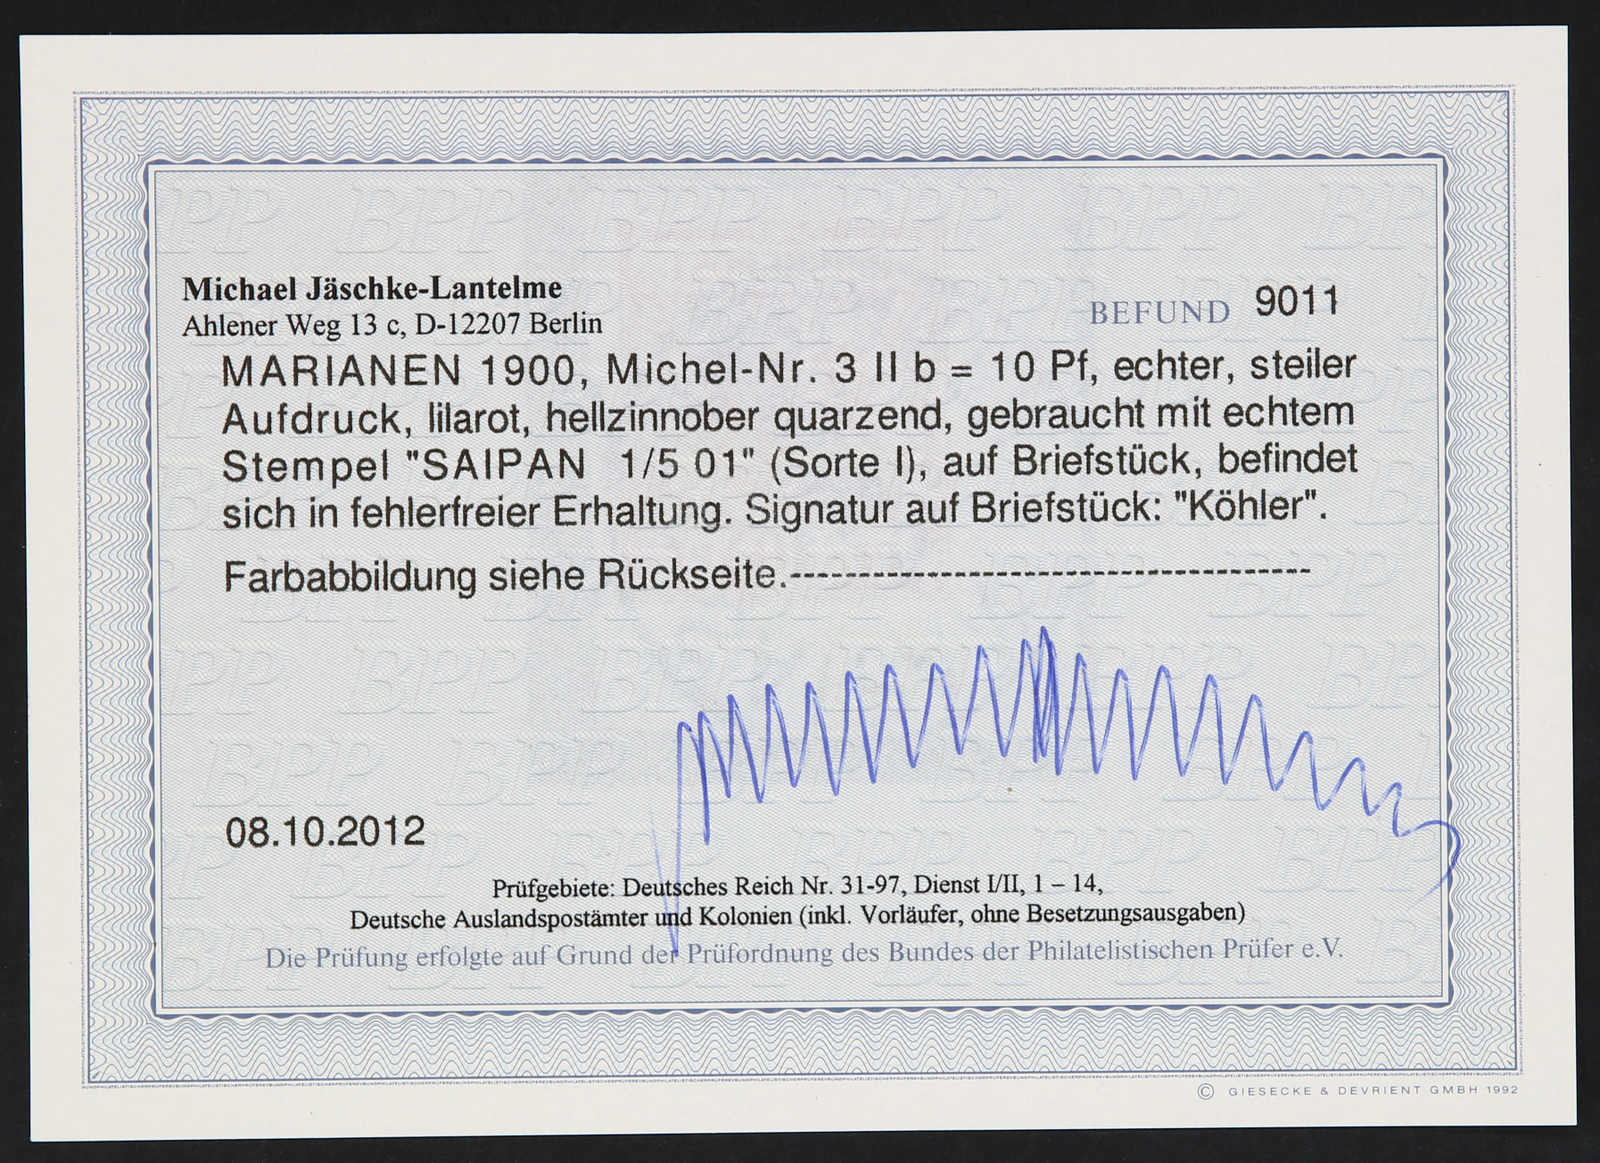 Michael Jäschke-Lantelme
Ahlener Weg 13 c, D-12207 Berlin
BEFUND 9011
MARIANEN 1900, Michel-Nr. 3 II b = 10 Pf, echter, steiler
Aufdruck, lilarot, hellzinnober quarzend, gebraucht mit echtem
Stempel "SAIPAN 1/5 01" (Sorte I), auf Briefstück, befindet
sich in fehlerfreier Erhaltung. Signatur auf Briefstück: "Köhler".
Farbabbildung siehe Rückseite.--------------------------------------
08.10.2012
Prüfgebiete: Deutsches Reich Nr. 31-97, Dienst I/II, 1 – 14,
Deutsche Auslandspostämter und Kolonien (inkl. Vorläufer, ohne Besetzungsausgaben)
Die Prüfung erfolgte auf Grund der Prüfordnung des Bundes der Philatelistischen Prüfer e.V.
© GIESECKE & DEVRIENT GMBH 1992